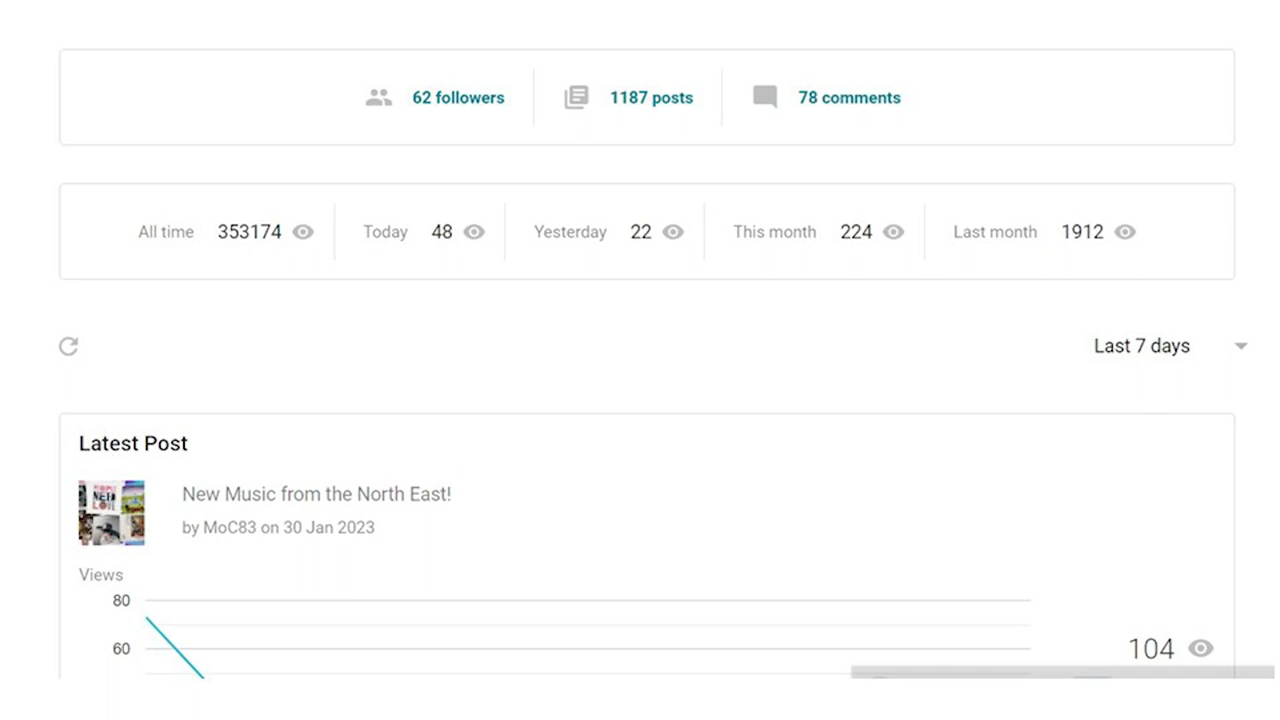 62 followers 1187 posts 78 comments
All time 353174 Today 48 Yesterday 22 This month 224 Last month 1912
Last 7 days
Latest Post
New Music from the North East!
by MoC83 on 30 Jan 2023
Views
80
60
104